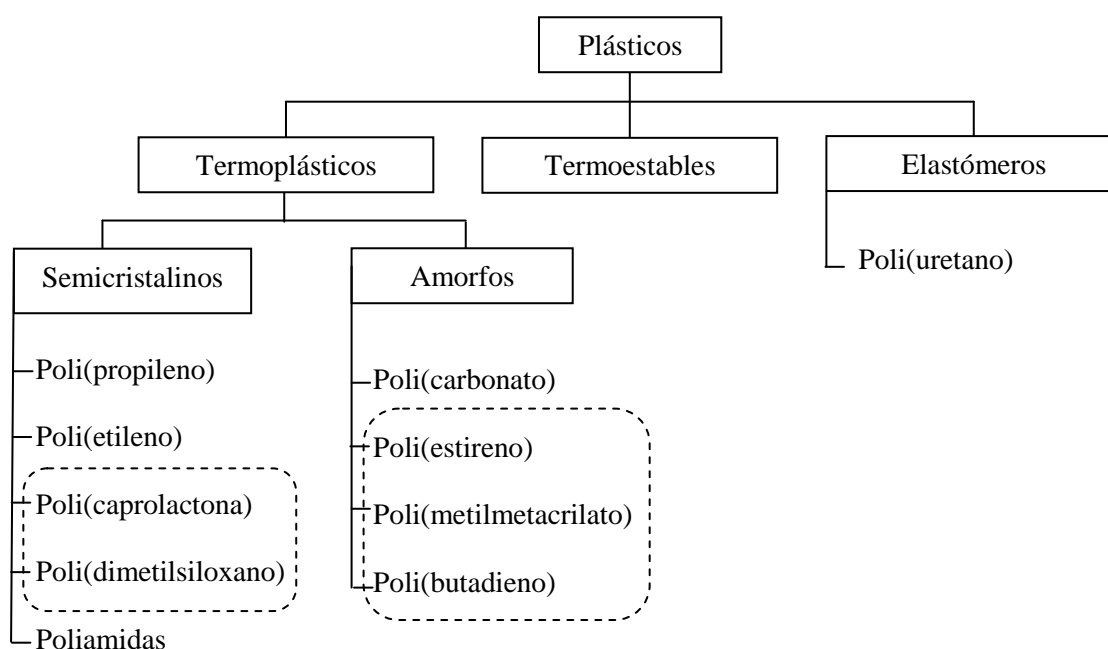 Plásticos
Termoplásticos
Termoestables
Elastómeros
Semicristalinos
Amorfos
Poli(uretano)
Poli(propileno)
Poli(etileno)
Poli(caprolactona)
Poli(dimetilsiloxano)
Poliamidas
Poli(carbonato)
Poli(estireno)
Poli(metilmetacrilato)
Poli(butadieno)